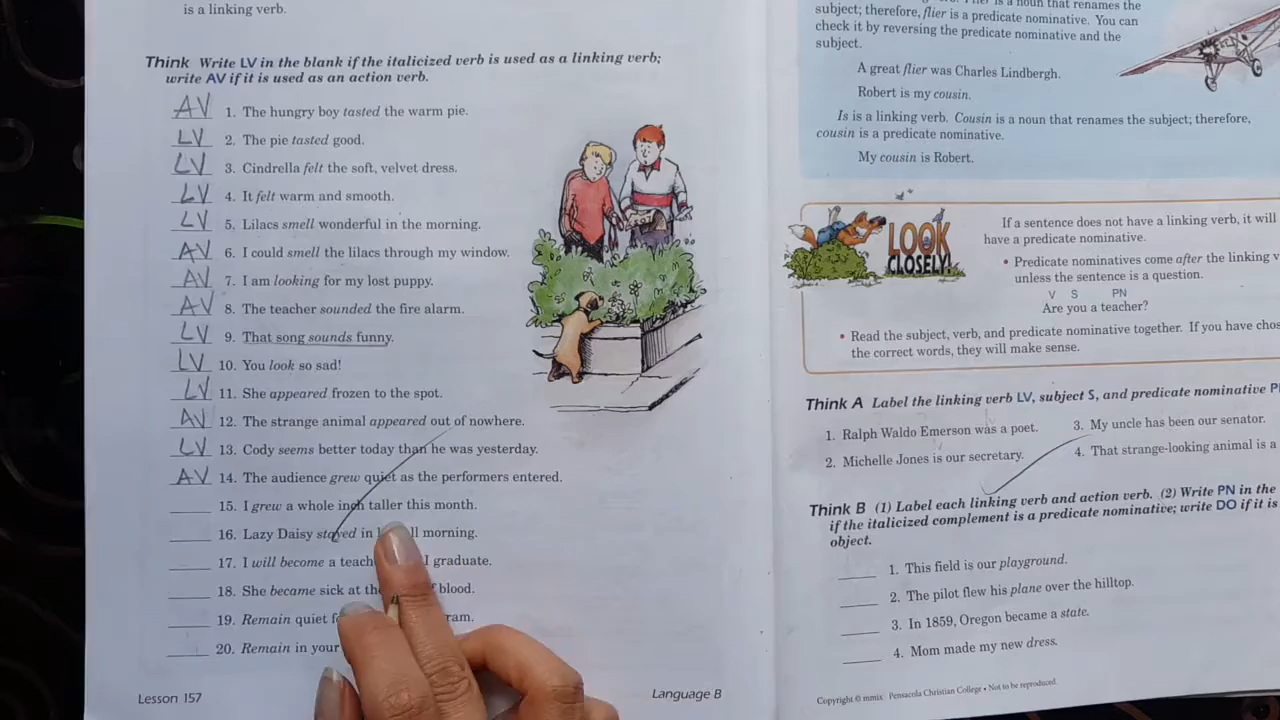 is a linking verb.
Think Write LV in the blank if the italicized verb is used as a linking verb;
write AV if it is used as an action verb.
AV 1. The hungry boy tasted the warm pie.
LV 2. The pie tasted good.
LV 3. Cindrella felt the soft, velvet dress.
LV 4. It felt warm and smooth.
LV 5. Lilacs smell wonderful in the morning.
AV 6. I could smell the lilacs through my window.
AV 7. I am looking for my lost puppy.
AV 8. The teacher sounded the fire alarm.
LV 9. That song sounds funny.
LV 10. You look so sad!
LV 11. She appeared frozen to the spot.
AV 12. The strange animal appeared out of nowhere.
LV 13. Cody seems better today than he was yesterday.
AV 14. The audience grew quiet as the performers entered.
15. I grew a whole inch taller this month.
16. Lazy Daisy stayed in morning.
17. I will become a I graduate.
18. She became sick at blood.
19. Remain quiet
20. Remain in your
Lesson 157
Language B
is a noun that renames the
subject; therefore, flier is a predicate nominative. You can
check it by reversing the predicate nominative and the
subject.
A great flier was Charles Lindbergh.
Robert is my cousin.
Is is a linking verb. Cousin is a noun that renames the subject; therefore,
cousin is a predicate nominative.
My cousin is Robert.
LOOK
CLOSELY!
If a sentence does not have a linking verb, it will
have a predicate nominative.
• Predicate nominatives come after the linking
unless the sentence is a question.
V S PN
Are you a teacher?
• Read the subject, verb, and predicate nominative together. If you have
the correct words, they will make sense.
Think A Label the linking verb LV, subject S, and predicate nominative
1. Ralph Waldo Emerson was a poet.
2. Michelle Jones is our secretary.
3. My uncle has been our senator.
4. That strange-looking animal is a
Think B (1) Label each linking verb and action verb. (2) Write PN in the
if the italicized complement is a predicate nominative; write DO if it is
object.
1. This field is our playground.
2. The pilot flew his plane over the hilltop.
3. In 1859, Oregon became a state.
4. Mom made my new dress.
Copyright © mmix Pensacola Christian College • Not to be reproduced.